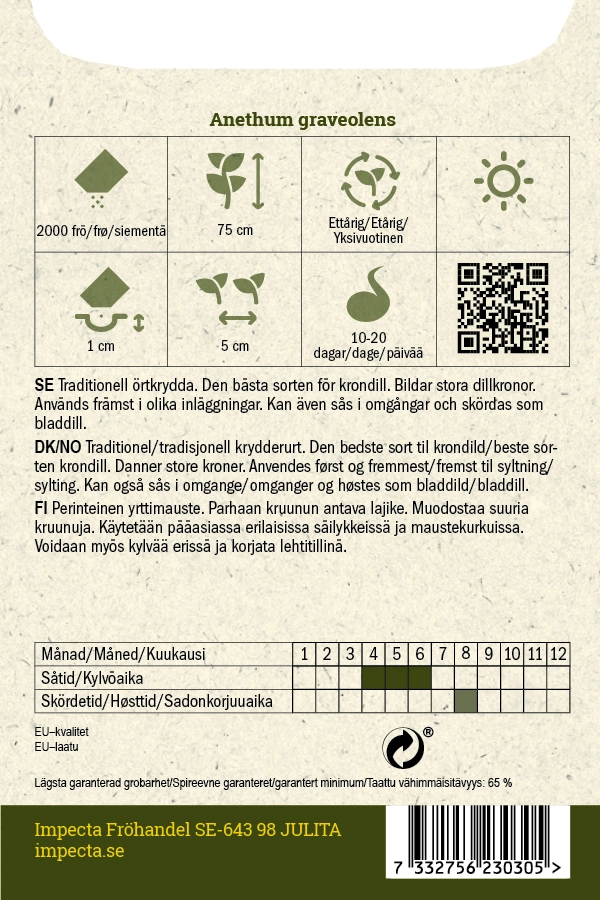 Anethum graveolens
2000 frö/frø/siementä
75 cm
Ettårig/Etårig/
Yksivuotinen
1 cm
5 cm
10-20
dagar/dage/päivää
SE Traditionell örtkrydda. Den bästa sorten för krondill. Bildar stora dillkronor.
Används främst i olika inläggningar. Kan även sås i omgångar och skördas som
bladdill.
DK/NO Traditionel/tradisjonell krydderurt. Den bedste sort til krondild/beste sor-
ten krondill. Danner store kroner. Anvendes først og fremmest/fremst til syltning/
sylting. Kan også sås i omgange/omganger og høstes som bladdild/bladdill.
FI Perinteinen yrttimauste. Parhaan kruunun antava lajike. Muodostaa suuria
kruunuja. Käytetään pääasiassa erilaisissa säilykkeissä ja maustekurkuissa.
Voidaan myös kylvää erissä ja korjata lehtitillinä.
Månad/Måned/Kuukausi 1 2 3 4 5 6 7 8 9 10 11 12
Såtid/Kylvöaika
Skördetid/Høsttid/Sadonkorjuuaika
EU–kvalitet
EU–laatu
®
Lägsta garanterad grobarhet/Spireevne garanteret/garantert minimum/Taattu vähimmäisitävyys: 65 %
Impecta Fröhandel SE-643 98 JULITA
impecta.se
7 332756 230305 >